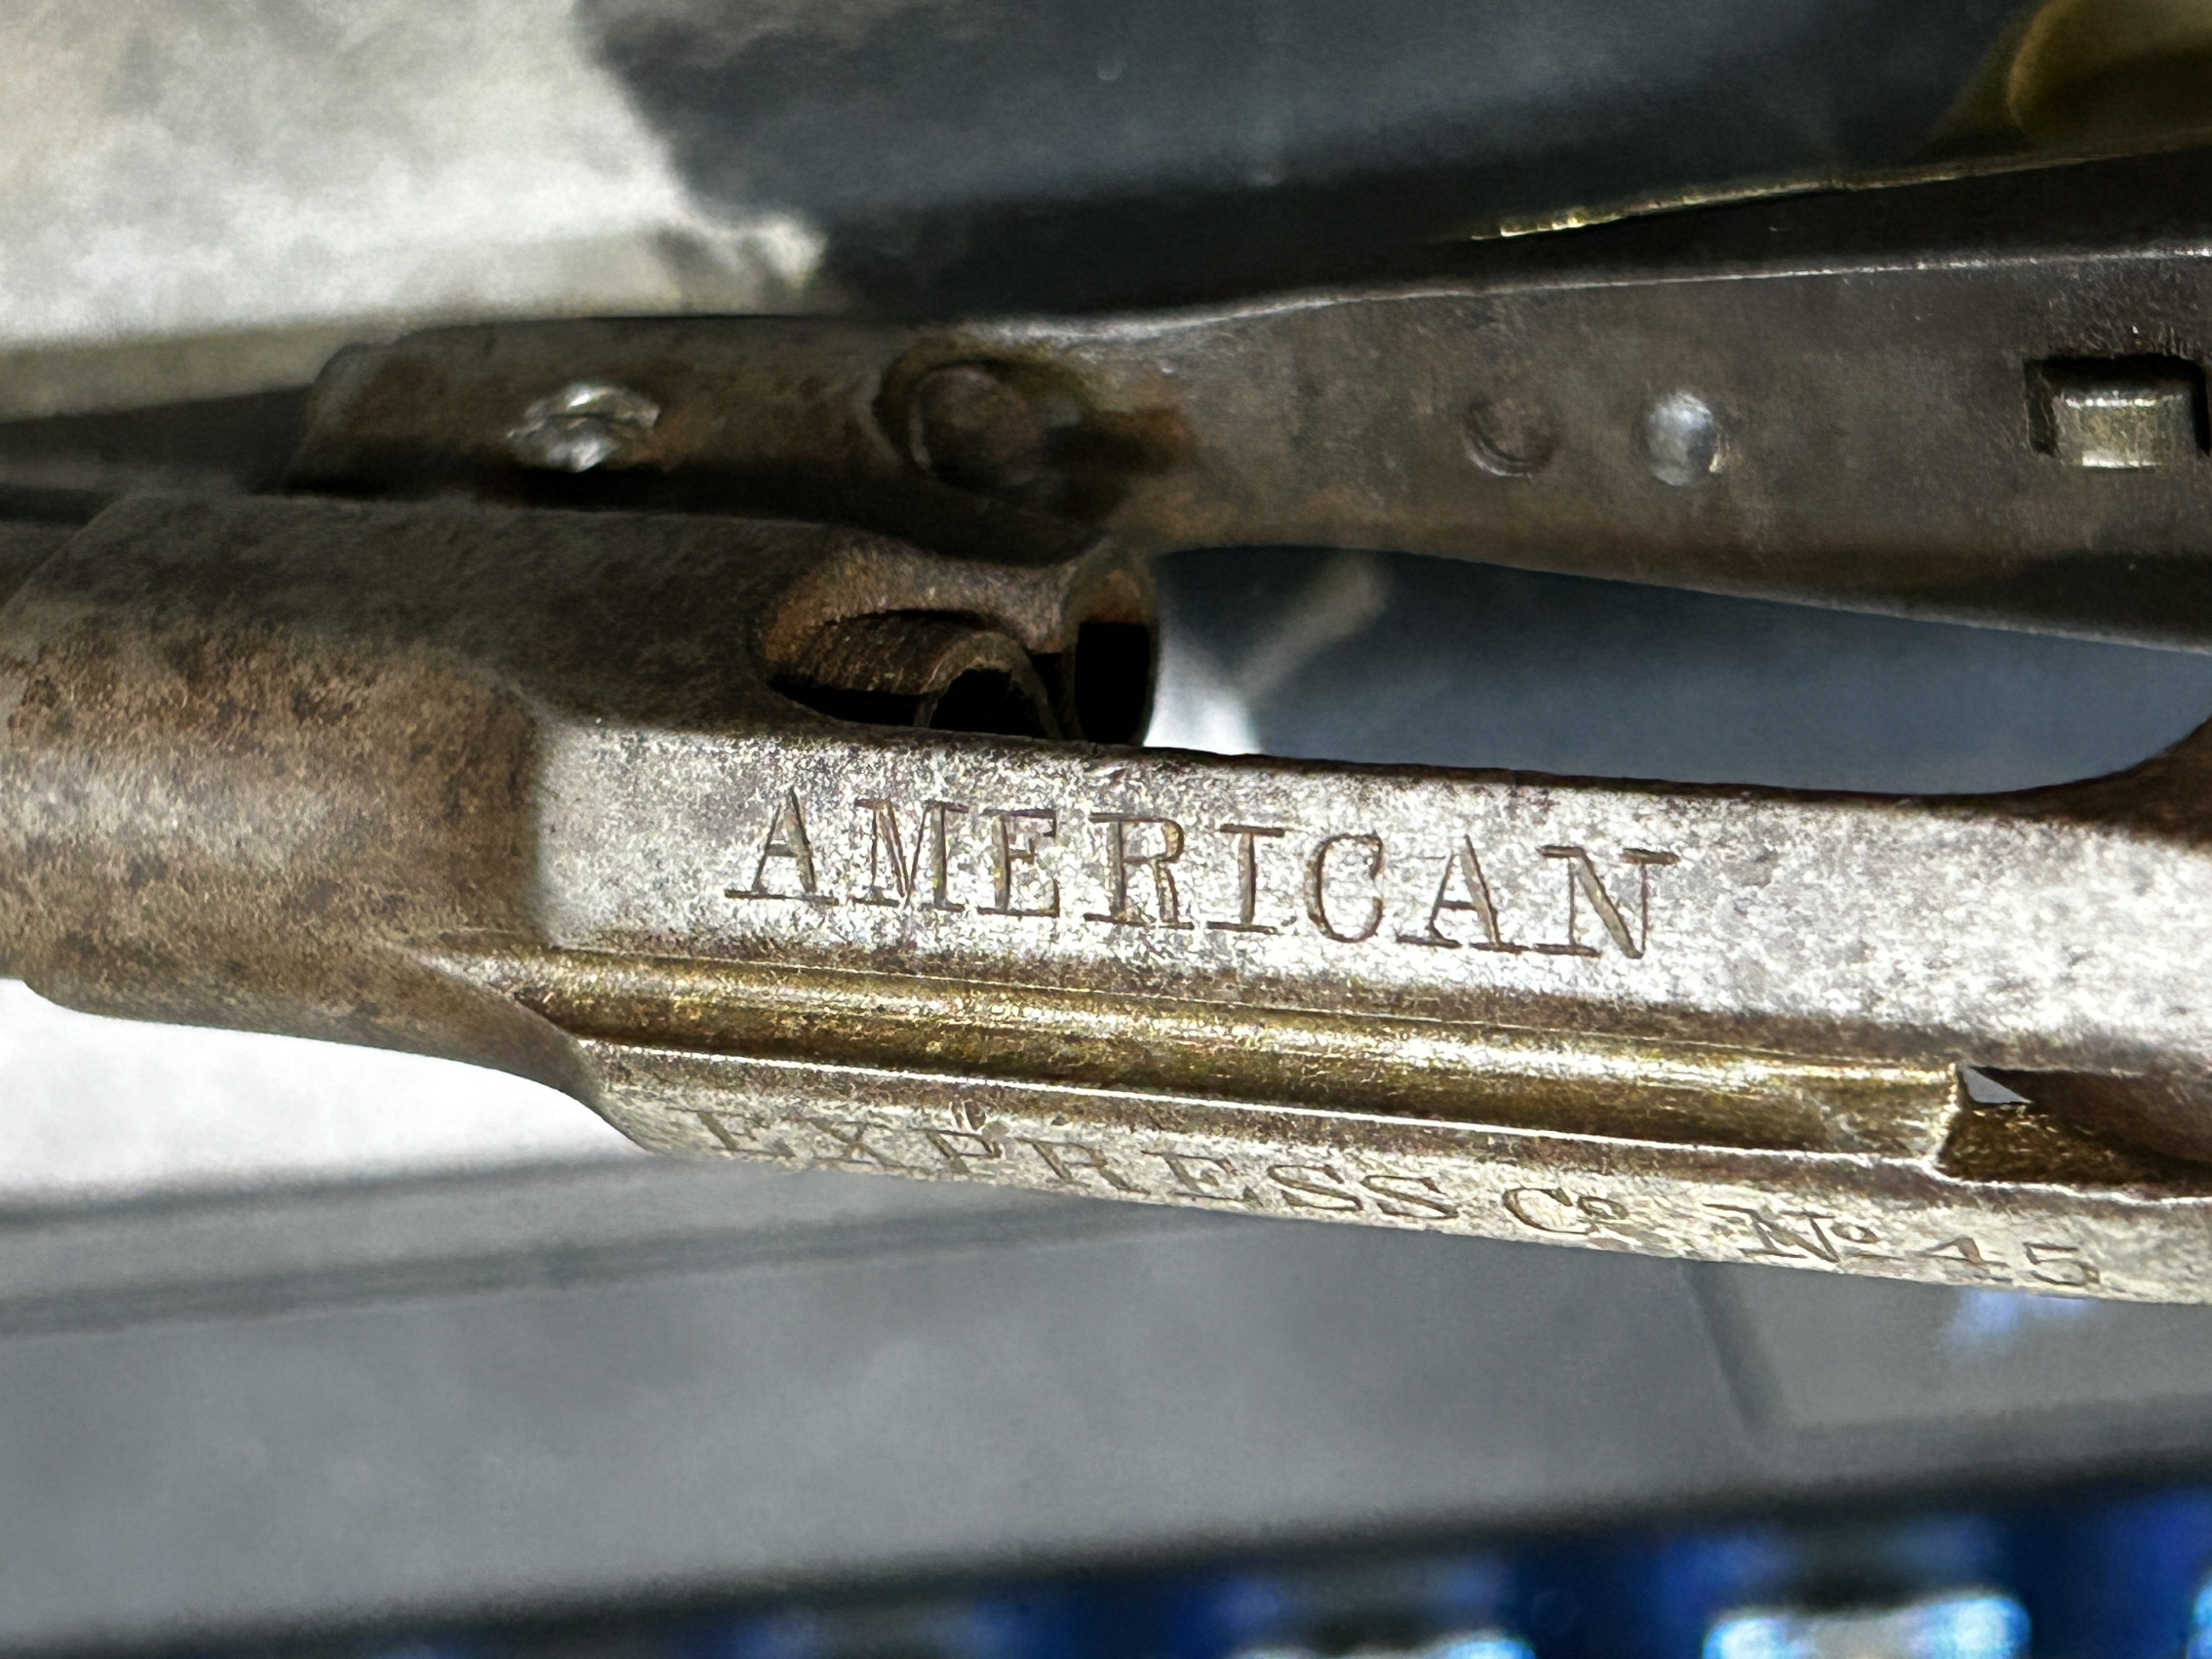 AMERICAN
EXPRESS Co. No. 45